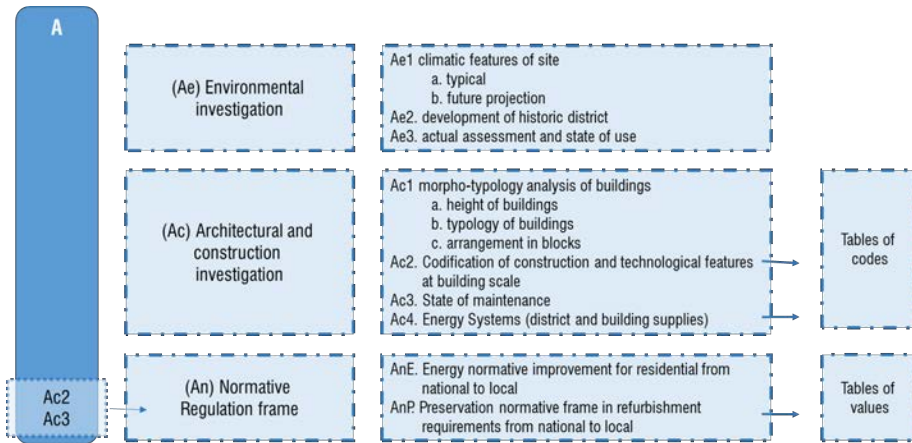 A
(Ae) Environmental
investigation
Ae1 climatic features of site
a. typical
b. future projection
Ae2. development of historic district
Ae3. actual assessment and state of use
(Ac) Architectural and
construction
investigation
Ac1 morpho-typology analysis of buildings
a. height of buildings
b. typology of buildings
c. arrangement in blocks
Ac2. Codification of construction and technological features
at building scale
Ac3. State of maintenance
Ac4. Energy Systems (district and building supplies)
Tables of
codes
Ac2
Ac3
(An) Normative
Regulation frame
AnE. Energy normative improvement for residential from
national to local
AnP. Preservation normative frame in refurbishment
requirements from national to local
Tables of
values